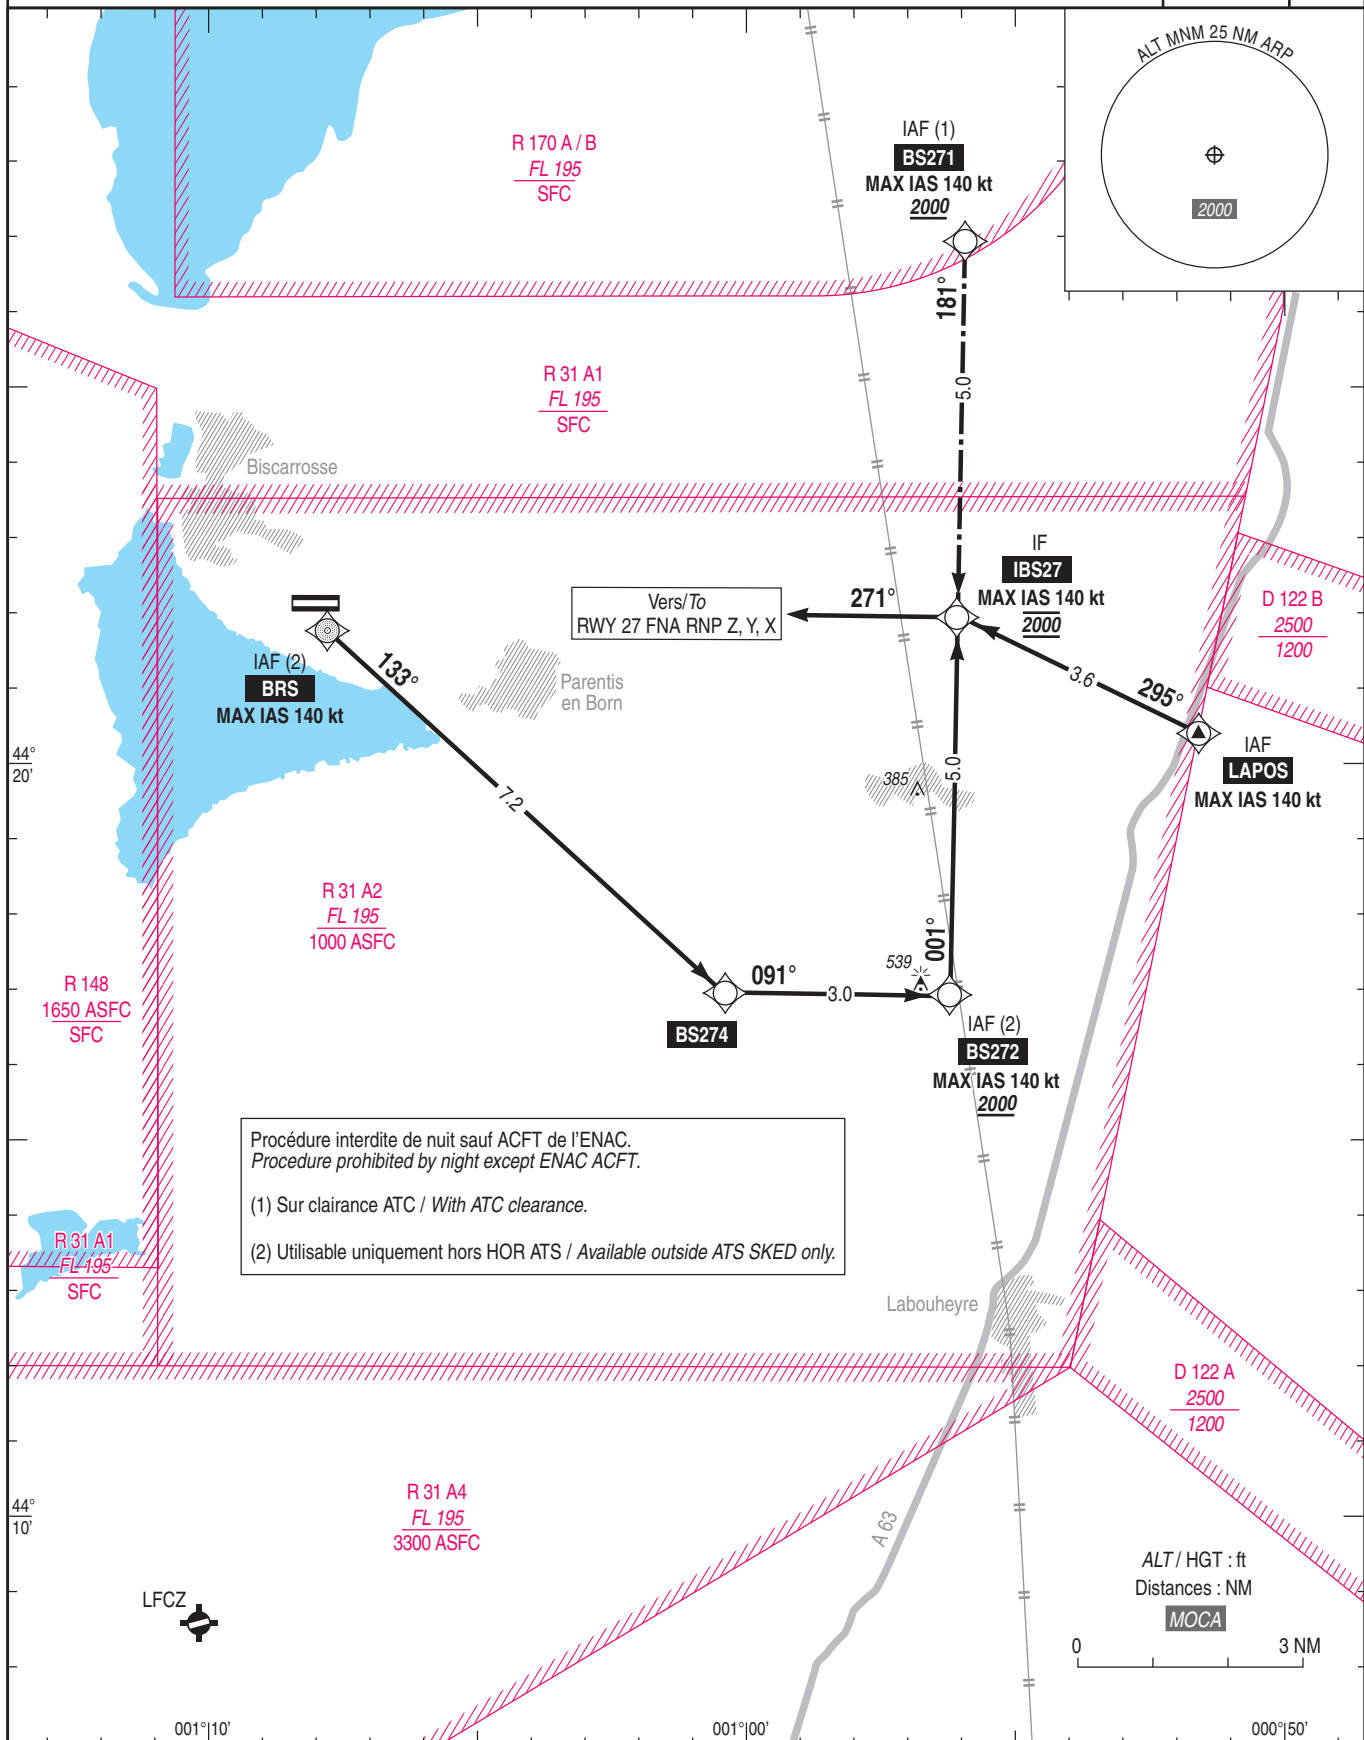 ALT MNM 25 NM ARP
2000
R 170 A / B
FL 195
SFC
IAF (1)
BS271
MAX IAS 140 kt
2000
181°
5.0
R 31 A1
FL 195
SFC
Biscarrosse
IF
IBS27
MAX IAS 140 kt
2000
Vers/To
RWY 27 FNA RNP Z, Y, X
271°
D 122 B
2500
1200
IAF (2)
BRS
MAX IAS 140 kt
133°
Parentis
en Born
3.6
295°
IAF
LAPOS
MAX IAS 140 kt
44°
20'
7.2
385
5.0
R 31 A2
FL 195
1000 ASFC
001°
539
091°
3.0
BS274
R 148
1650 ASFC
SFC
IAF (2)
BS272
MAX IAS 140 kt
2000
Procédure interdite de nuit sauf ACFT de l'ENAC.
Procedure prohibited by night except ENAC ACFT.
(1) Sur clairance ATC / With ATC clearance.
(2) Utilisable uniquement hors HOR ATS / Available outside ATS SKED only.
R 31 A1
FL 195
SFC
Labouheyre
D 122 A
2500
1200
R 31 A4
FL 195
3300 ASFC
44°
10'
A 63
LFCZ
ALT / HGT : ft
Distances : NM
MOCA
0 3 NM
001° 10' 001° 00' 000° 50'